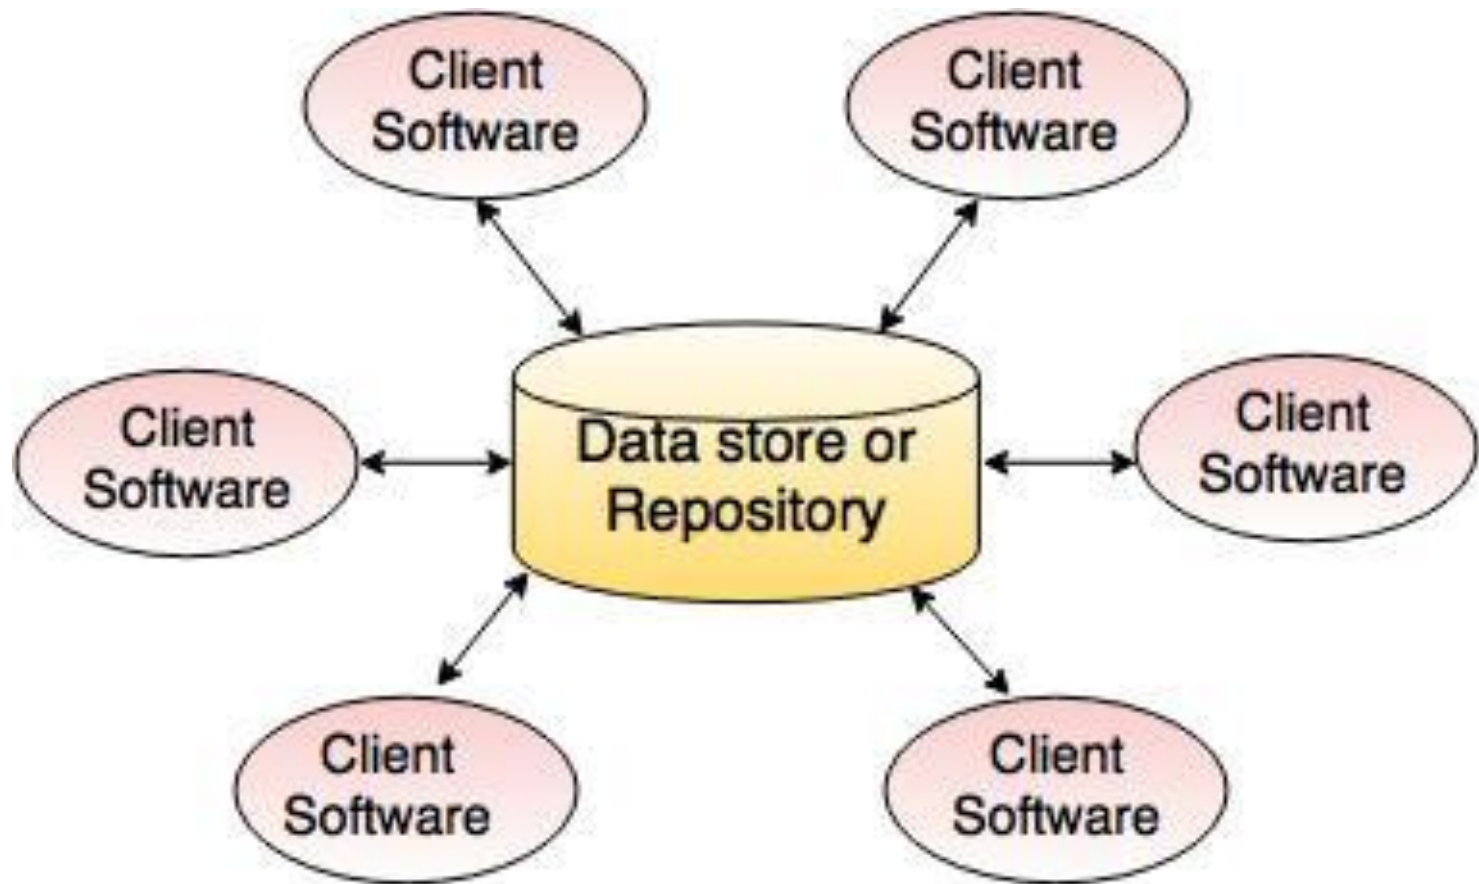 Client
Software
Client
Software
Client
Software
Data store or
Repository
Client
Software
Client
Software
Client
Software